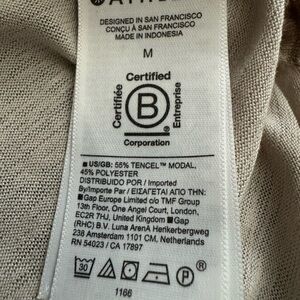 DESIGNED IN SAN FRANCISCO
CONÇU À SAN FRANCISCO
MADE IN INDONESIA
M
Certified
Certifiée
B
Entreprise
Corporation
■ US/GB: 55% TENCEL™ MODAL,
45% POLYESTER
DISTRIBUIDO POR / Imported
By/Importe Par / ΕΙΣΑΓΕΤΑΙ ΑΠΟ ΤΗΝ:
■ Gap Europe Limited c/o TMF Group
13th Floor, One Angel Court, London
EC2R 7HJ, United Kingdom ■ Gap
(RHC) B.V. Luna ArenA Herikerbergweg
238 Amsterdam 1101 CM, Netherlands
RN 54023 / CA 17897
30
P
®
1166